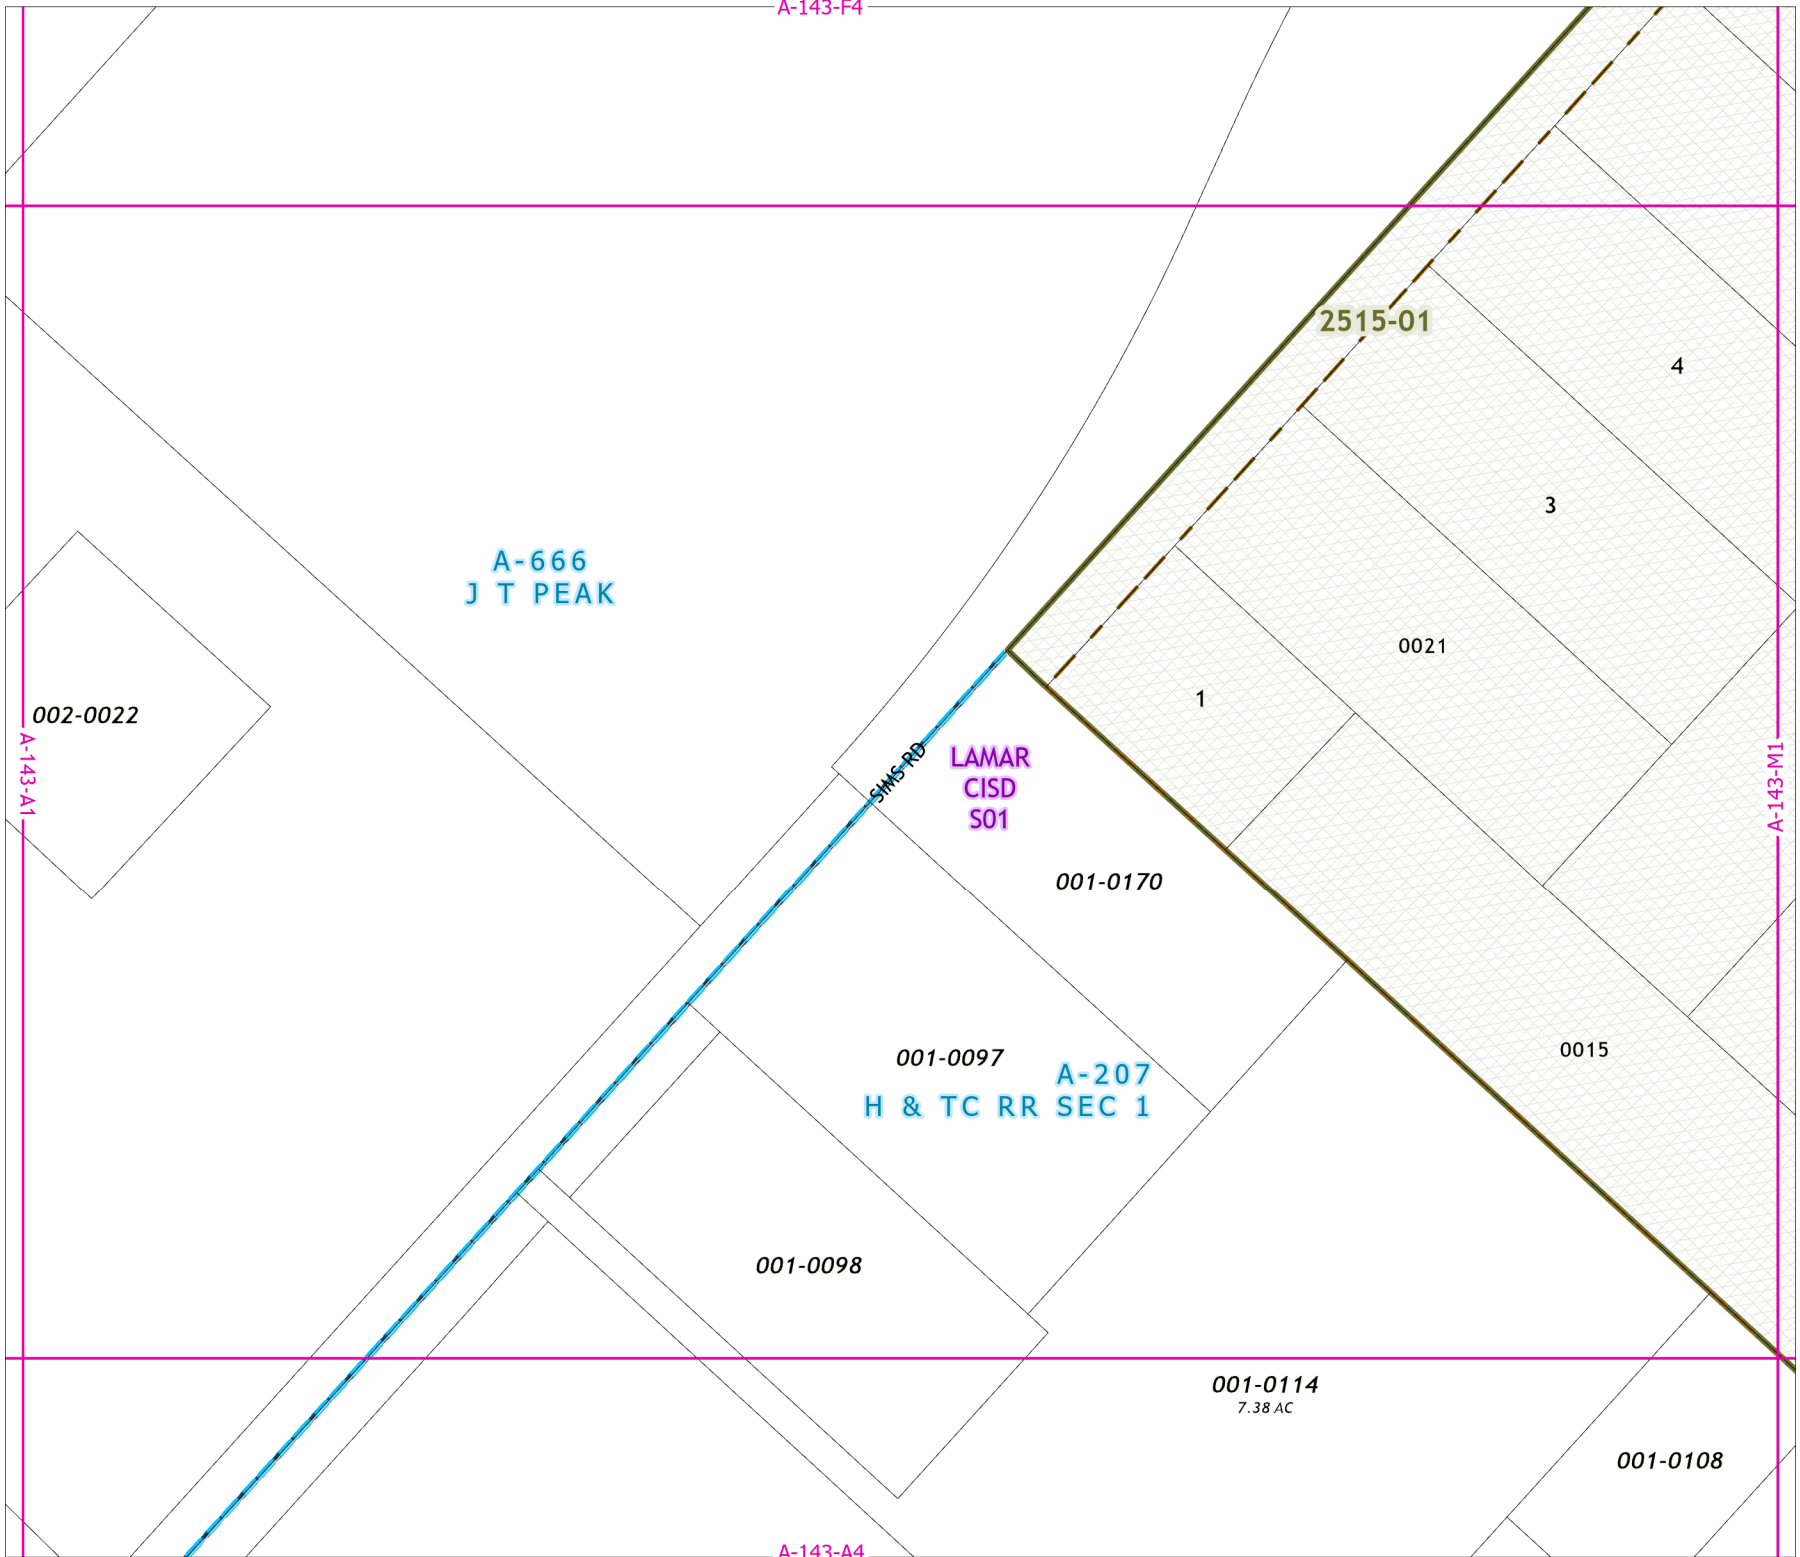 A-143-F4
2515-01
4
3
A-666
J T PEAK
0021
1
002-0022
A-143-A1
SIMS RD
LAMAR
CISD
S01
A-143-M1
001-0170
0015
001-0097
A-207
H & TC RR SEC 1
001-0098
001-0114
7.38 AC
001-0108
A-143-A4